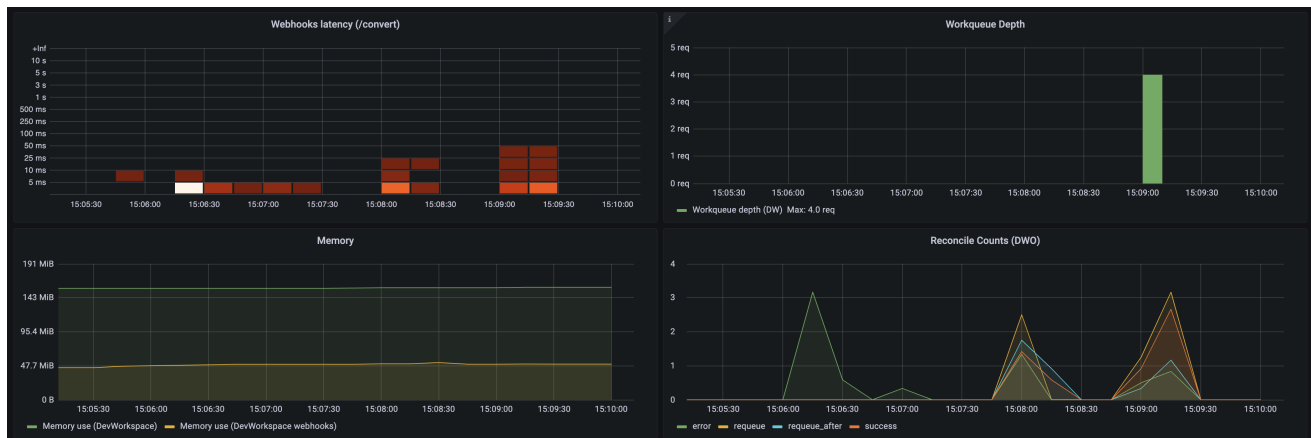 Webhooks latency (/convert)
+Inf
10 s
5 s
3 s
1 s
500 ms
250 ms
100 ms
50 ms
25 ms
10 ms
5 ms
15:05:30 15:06:00 15:06:30 15:07:00 15:07:30 15:08:00 15:08:30 15:09:00 15:09:30 15:10:00
i
Workqueue Depth
5 req
4 req
3 req
2 req
1 req
0 req
15:05:30 15:06:00 15:06:30 15:07:00 15:07:30 15:08:00 15:08:30 15:09:00 15:09:30 15:10:00
Workqueue depth (DW) Max: 4.0 req
Memory
191 MiB
143 MiB
95.4 MiB
47.7 MiB
0 B
15:05:30 15:06:00 15:06:30 15:07:00 15:07:30 15:08:00 15:08:30 15:09:00 15:09:30 15:10:00
Memory use (DevWorkspace) Memory use (DevWorkspace webhooks)
Reconcile Counts (DWO)
4
3
2
1
0
15:05:30 15:06:00 15:06:30 15:07:00 15:07:30 15:08:00 15:08:30 15:09:00 15:09:30 15:10:00
error requeue requeue_after success